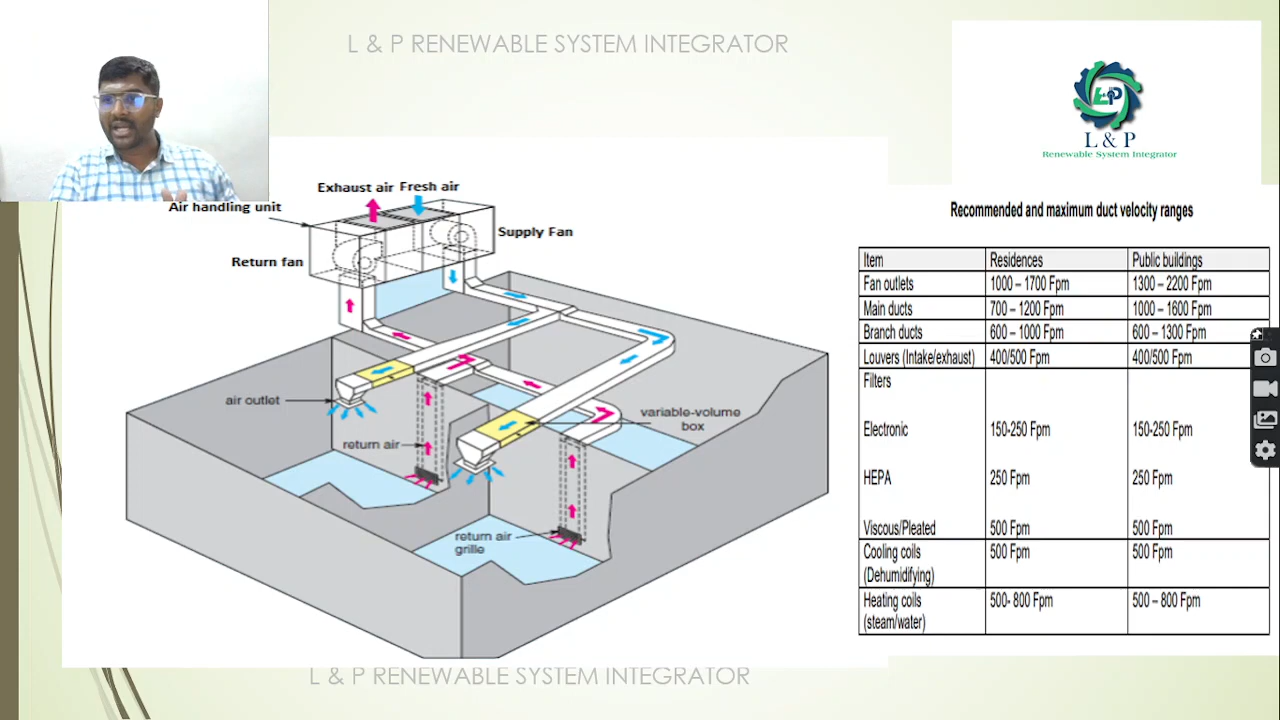 L & P RENEWABLE SYSTEM INTEGRATOR
LP
L & P
Renewable System Integrator
Exhaust air Fresh air
Air handling unit
Supply Fan
Return fan
air outlet
return air
variable-volume
box
return air
grille
Recommended and maximum duct velocity ranges
Item Residences Public buildings
Fan outlets 1000 – 1700 Fpm 1300 – 2200 Fpm
Main ducts 700 – 1200 Fpm 1000 – 1600 Fpm
Branch ducts 600 – 1000 Fpm 600 – 1300 Fpm
Louvers (Intake/exhaust) 400/500 Fpm 400/500 Fpm
Filters
Electronic 150-250 Fpm 150-250 Fpm
HEPA 250 Fpm 250 Fpm
Viscous/Pleated 500 Fpm 500 Fpm
Cooling coils 500 Fpm 500 Fpm
(Dehumidifying)
Heating coils 500- 800 Fpm 500 – 800 Fpm
(steam/water)
L & P RENEWABLE SYSTEM INTEGRATOR